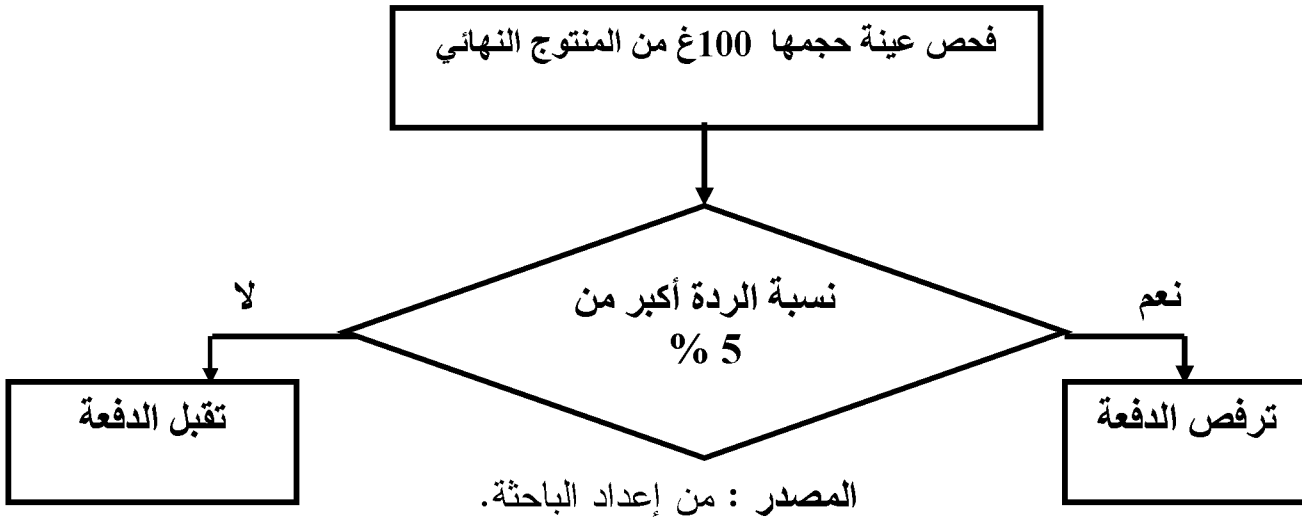 فحص عينة حجمها 100غ من المنتوج النهائي
نسبة الردة أكبر من
5 %
نعم
لا
ترفص الدفعة
تقبل الدفعة
المصدر : من إعداد الباحثة.